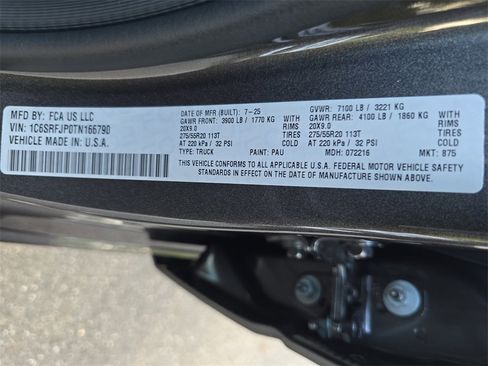 MFD BY: FCA US LLC
VIN: 1C6SRFJP0TN166790
VEHICLE MADE IN: U.S.A.
DATE OF MFR (BUILT): 7-25
GAWR FRONT: 3900 LB / 1770 KG
20X9.0 RIMS
275/55R20 113T TIRES
AT 220 kPa / 32 PSI COLD
TYPE: TRUCK PAINT: PAU
GVWR: 7100 LB / 3221 KG
GAWR REAR: 4100 LB / 1860 KG
20X9.0 RIMS
275/55R20 113T TIRES
AT 220 kPa / 32 PSI COLD
MDH: 072216 MKT: 875
THIS VEHICLE CONFORMS TO ALL APPLICABLE U.S.A. FEDERAL MOTOR VEHICLE SAFETY
STANDARDS IN EFFECT ON THE DATE OF MANUFACTURE SHOWN ABOVE.